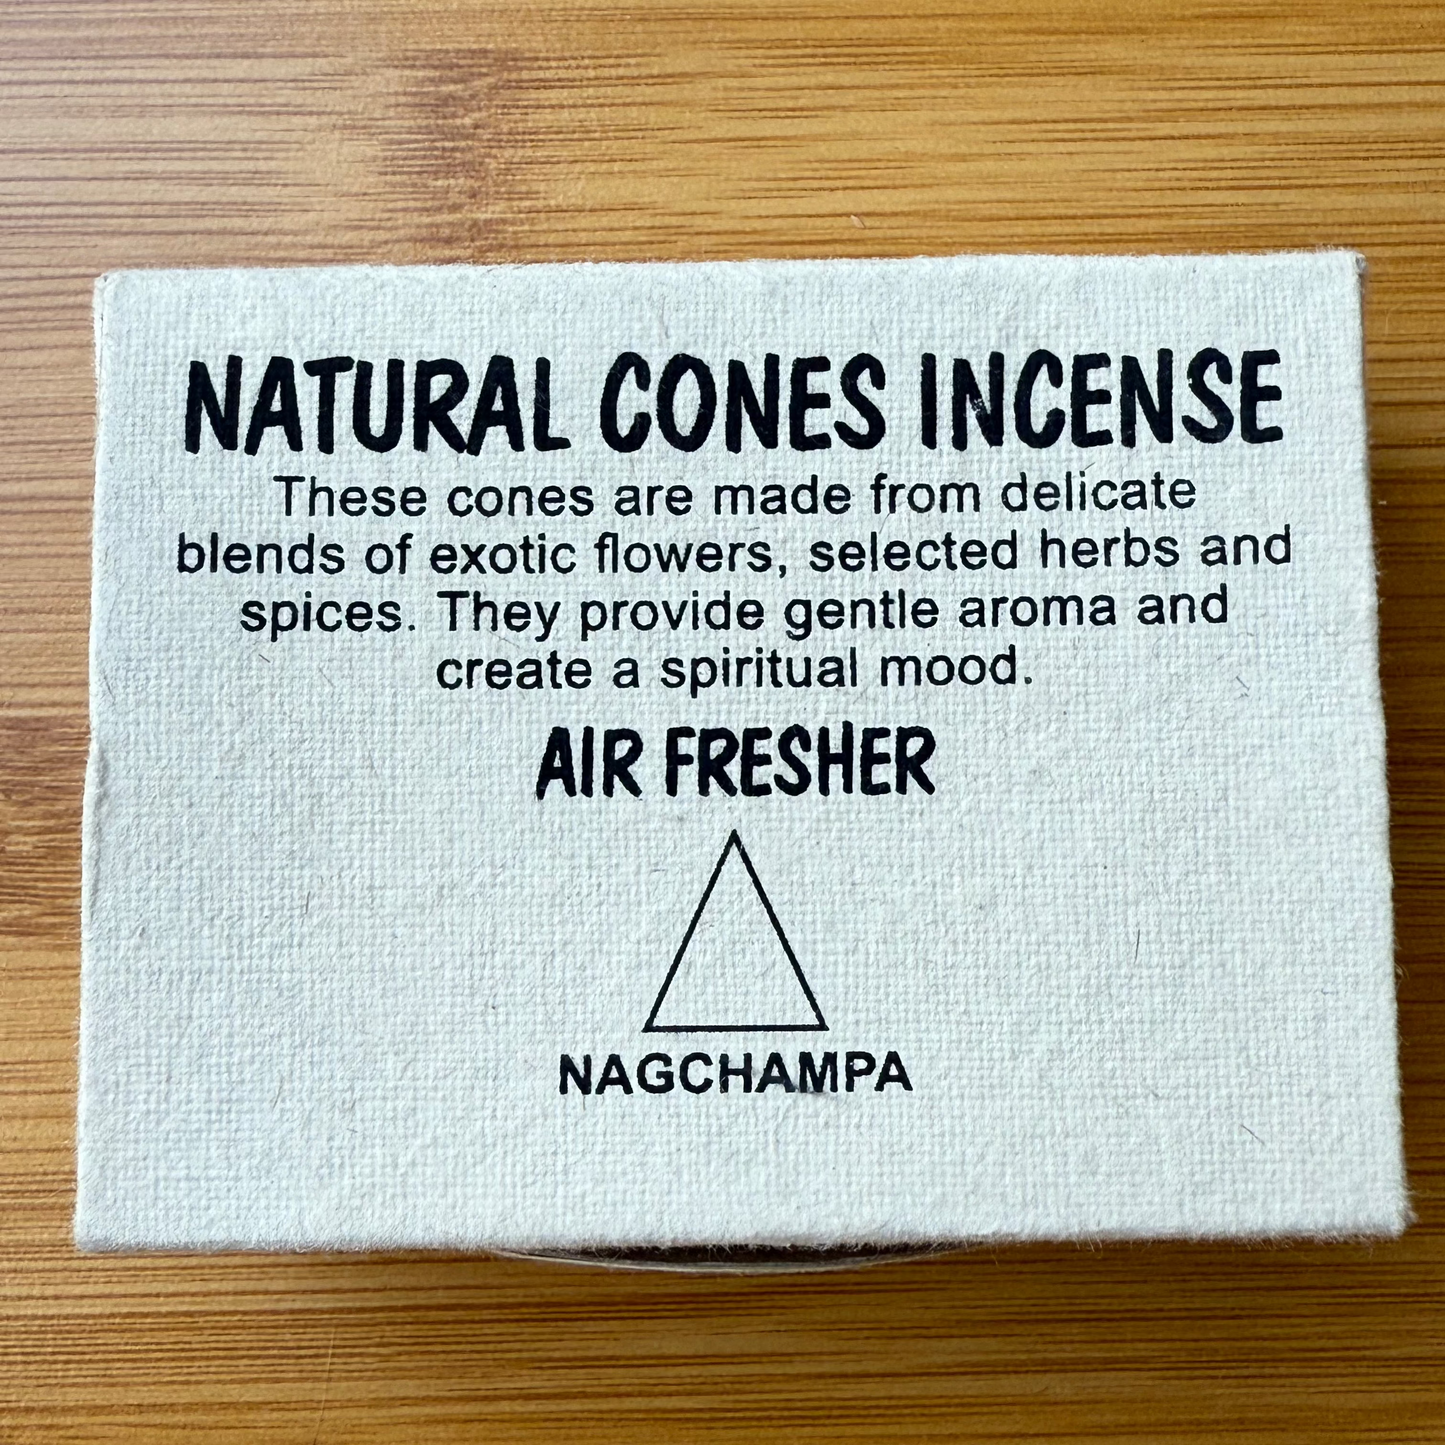 NATURAL CONES INCENSE
These cones are made from delicate
blends of exotic flowers, selected herbs and
spices. They provide gentle aroma and
create a spiritual mood.
AIR FRESHER
NAGCHAMPA